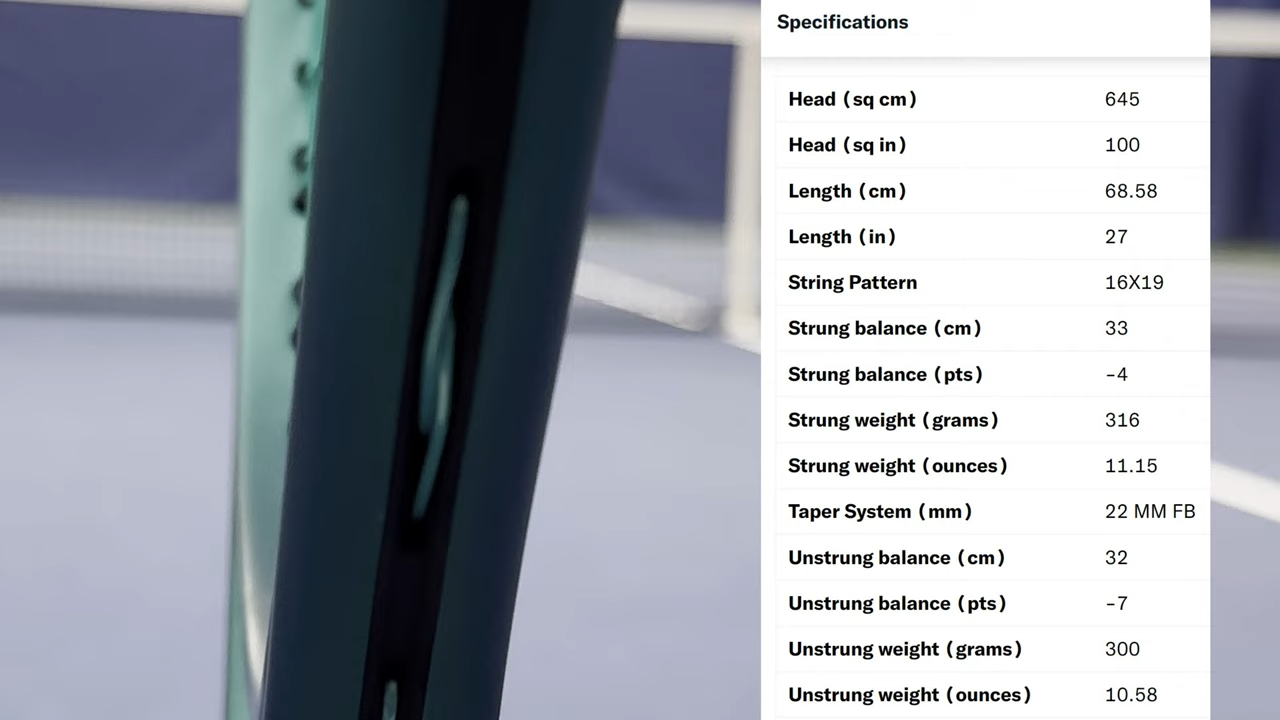 Specifications
Head (sq cm) 645
Head (sq in) 100
Length (cm) 68.58
Length (in) 27
String Pattern 16X19
Strung balance (cm) 33
Strung balance (pts) -4
Strung weight (grams) 316
Strung weight (ounces) 11.15
Taper System (mm) 22 MM FB
Unstrung balance (cm) 32
Unstrung balance (pts) -7
Unstrung weight (grams) 300
Unstrung weight (ounces) 10.58